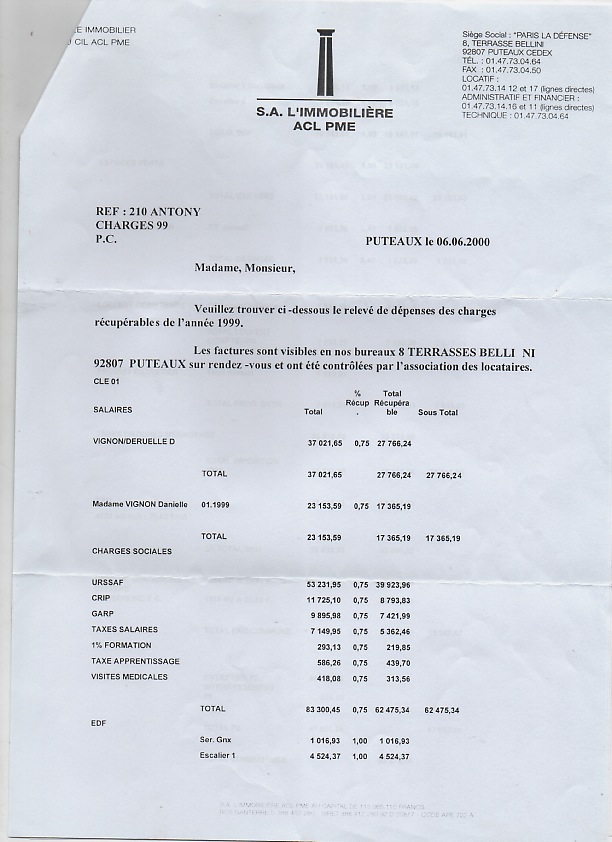 E IMMOBILIER
CIL ACL PME
S.A. L'IMMOBILIÈRE
ACL PME
Siège Social : "PARIS LA DÉFENSE"
8, TERRASSE BELLINI
92807 PUTEAUX CEDEX
TÉL. : 01.47.73.04.64
FAX : 01.47.73.04.50
LOCATIF :
01.47.73.14 12 et 17 (lignes directes)
ADMINISTRATIF ET FINANCIER :
01.47.73.14.16 et 11 (lignes directes)
TECHNIQUE : 01.47.73.04.64
REF : 210 ANTONY
CHARGES 99
P.C.
PUTEAUX le 06.06.2000
Madame, Monsieur,
Veuillez trouver ci-dessous le relevé de dépenses des charges
récupérables de l'année 1999.
Les factures sont visibles en nos bureaux 8 TERRASSES BELLI NI
92807 PUTEAUX sur rendez -vous et ont été contrôlées par l'association des locataires.
CLE 01
SALAIRES Total % Récup. Total Récupérable Sous Total
VIGNON/DERUELLE D 37 021,65 0,75 27 766,24
TOTAL 37 021,65 27 766,24 27 766,24
Madame VIGNON Danielle 01.1999 23 153,59 0,75 17 365,19
TOTAL 23 153,59 17 365,19 17 365,19
CHARGES SOCIALES
URSSAF 53 231,95 0,75 39 923,96
CRIP 11 725,10 0,75 8 793,83
GARP 9 895,98 0,75 7 421,99
TAXES SALAIRES 7 149,95 0,75 5 362,46
1% FORMATION 293,13 0,75 219,85
TAXE APPRENTISSAGE 586,26 0,75 439,70
VISITES MEDICALES 418,08 0,75 313,56
TOTAL 83 300,45 0,75 62 475,34 62 475,34
EDF
Ser. Gnx 1 016,93 1,00 1 016,93
Escalier 1 4 524,37 1,00 4 524,37
S.A. L'IMMOBILIÈRE ACL PME AU CAPITAL DE FRANCS